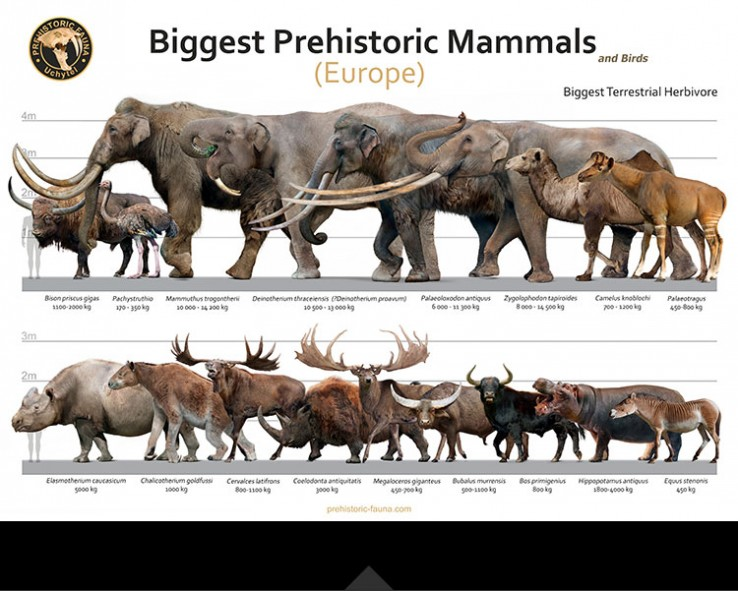 PREHISTORIC FAUNA
Uchytel
Biggest Prehistoric Mammals and Birds
(Europe)
Biggest Terrestrial Herbivore
4m
3m
2m
1m
Bison priscus gigas
1100-2000 kg
Pachystruthio
170 - 350 kg
Mammuthus trogontherii
10 000 - 14 200 kg
Deinotherium thraceiensis (?Deinotherium proavum)
10 500 - 13 000 kg
Palaeoloxodon antiquus
6 000 - 11 300 kg
Zygolophodon tapiroides
8 000 - 14 500 kg
Camelus knoblochi
700 - 1200 kg
Palaeotragus
450-800 kg
3m
2m
1m
Elasmotherium caucasicum
5000 kg
Chalicotherium goldfussi
1000 kg
Cervalces latifrons
800-1100 kg
Coelodonta antiquitatis
3000 kg
Megaloceros giganteus
450-700 kg
Bubalus murrensis
900-1100 kg
Bos primigenius
800 kg
Hippopotamus antiquus
1800-4000 kg
Equus stenonis
450 kg
prehistoric-fauna.com